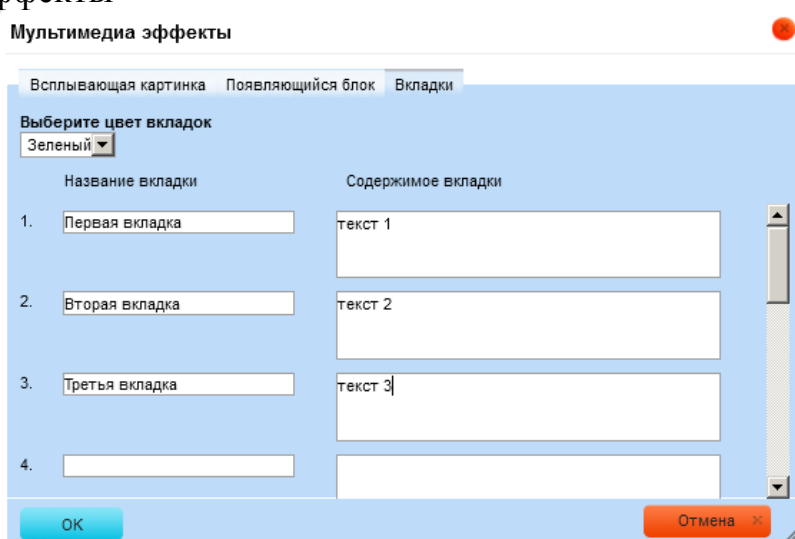 Мультимедиа эффекты
Всплывающая картинка Появляющийся блок Вкладки
Выберите цвет вкладок
Зеленый
Название вкладки Содержимое вкладки
1. Первая вкладка текст 1
2. Вторая вкладка текст 2
3. Третья вкладка текст 3
4.
OK Отмена